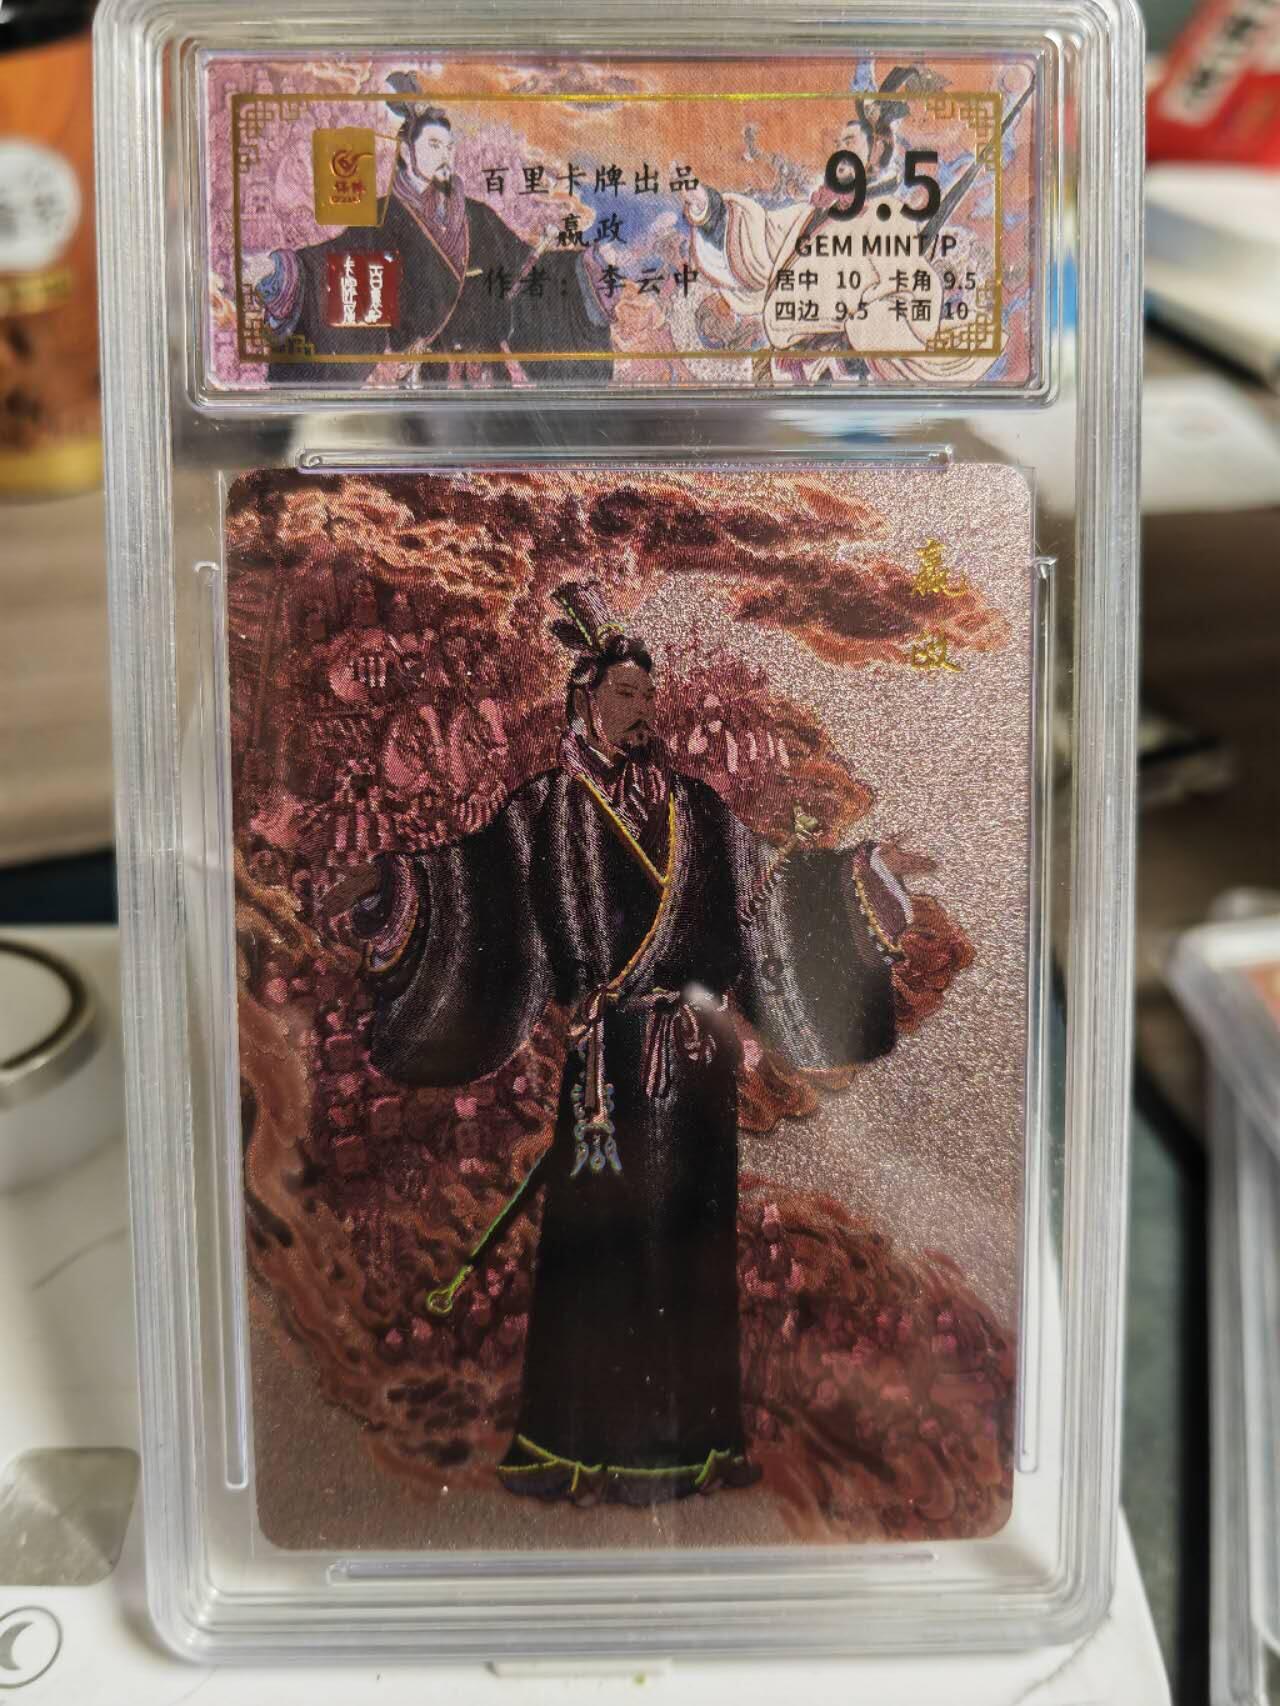 百里卡牌出品
嬴政
作者：李云中
9.5
GEM MINT/P
居中 10 卡角 9.5
四边 9.5 卡面 10
嬴政